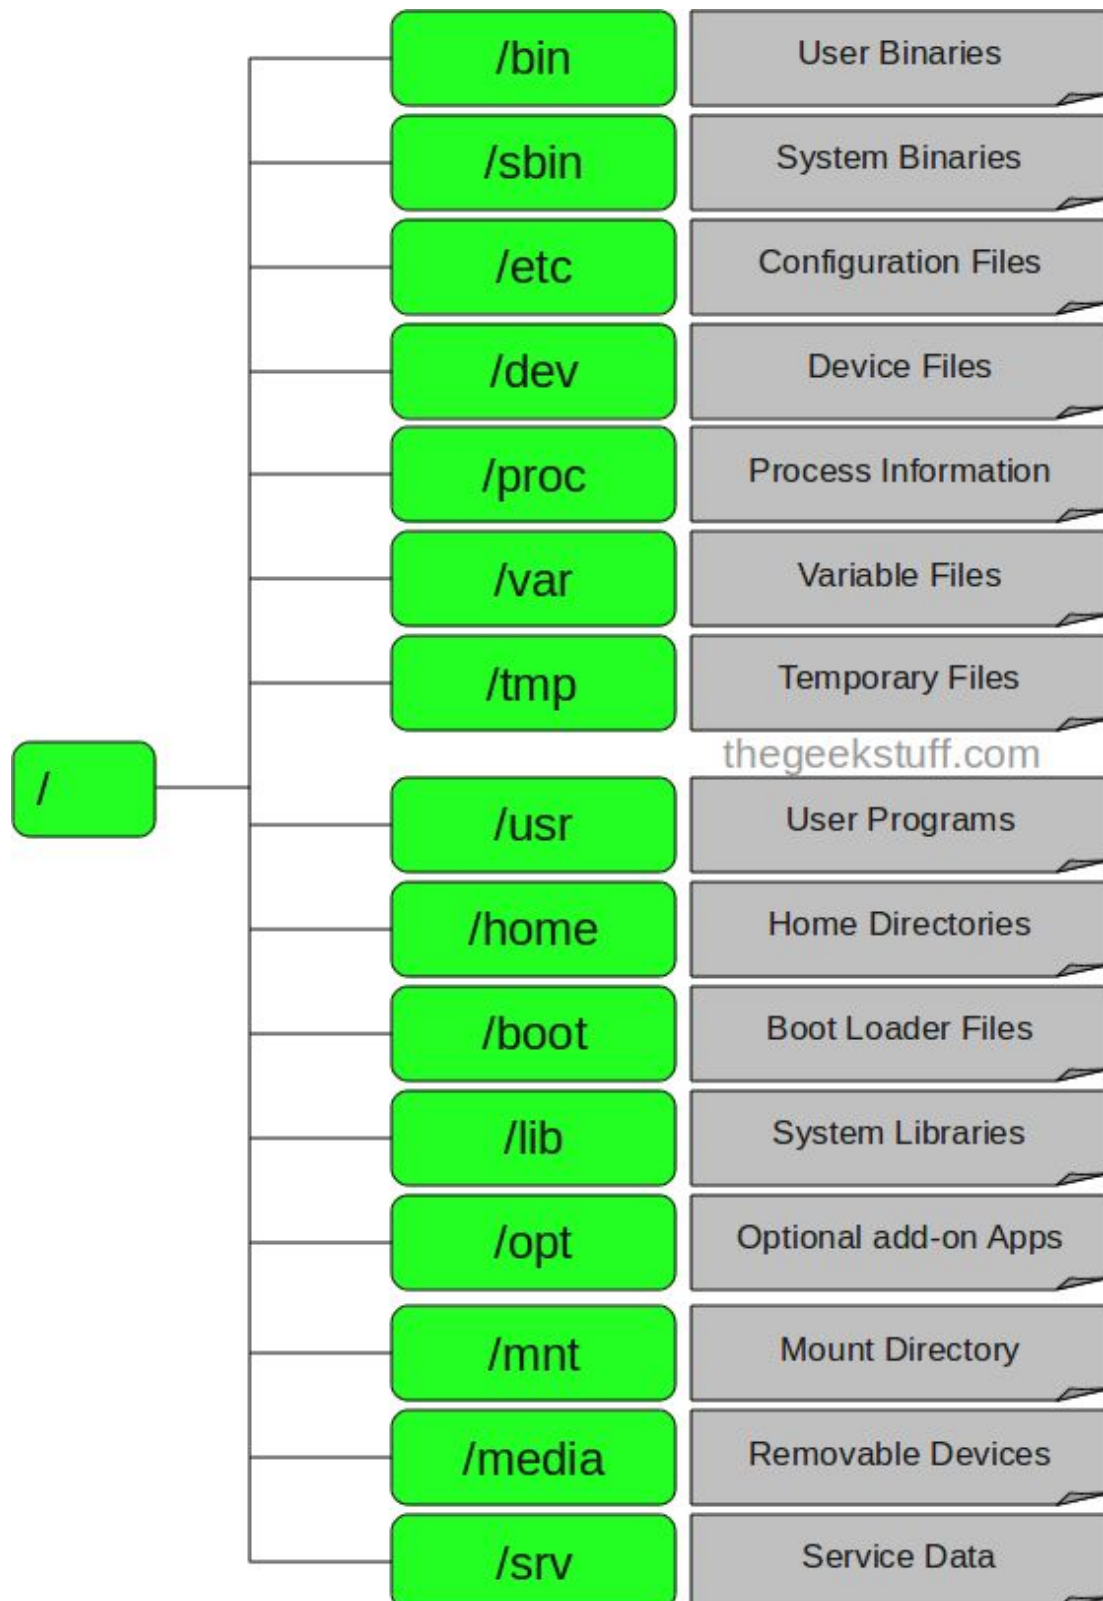 /bin User Binaries
/sbin System Binaries
/etc Configuration Files
/dev Device Files
/proc Process Information
/var Variable Files
/tmp Temporary Files
thegeekstuff.com
/
/usr User Programs
/home Home Directories
/boot Boot Loader Files
/lib System Libraries
/opt Optional add-on Apps
/mnt Mount Directory
/media Removable Devices
/srv Service Data